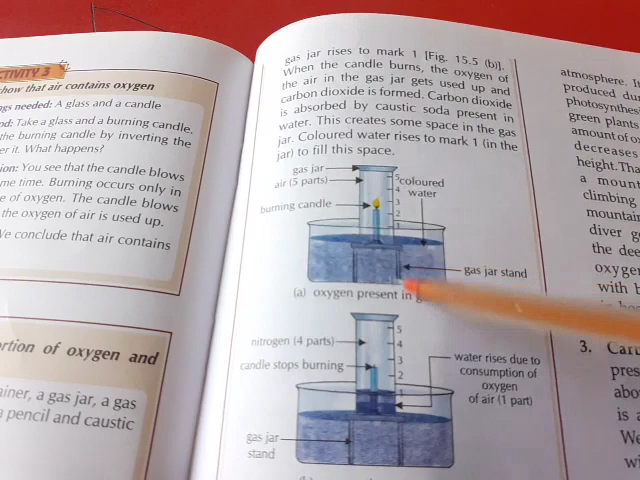 CTIVITY 3
show that air contains oxygen
ngs needed: A glass and a candle
od: Take a glass and a burning candle.
the burning candle by inverting the
er it. What happens?
ion: You see that the candle blows
me time. Burning occurs only in
e of oxygen. The candle blows
the oxygen of air is used up.
We conclude that air contains
ortion of oxygen and
ainer, a gas jar, a gas
a pencil and caustic
gas jar rises to mark 1 [Fig. 15.5 (b)].
When the candle burns, the oxygen of
the air in the gas jar gets used up and
carbon dioxide is formed. Carbon dioxide
is absorbed by caustic soda present in
water. This creates some space in the gas
jar. Coloured water rises to mark 1 (in the
jar) to fill this space.
gas jar
air (5 parts)
burning candle
5
4
3
2
1
coloured
water
gas jar stand
(a) oxygen present in
nitrogen (4 parts)
candle stops burning
5
4
3
2
1
water rises due to
consumption of
oxygen
of air (1 part)
gas jar
stand
atmosphere. It
produced du
photosynthes
green plants
amount of o
decreases
height. Tha
a moun
climbing
mountai
diver g
the dee
oxyge
with b
3. Car
pres
abo
is a
We
wi